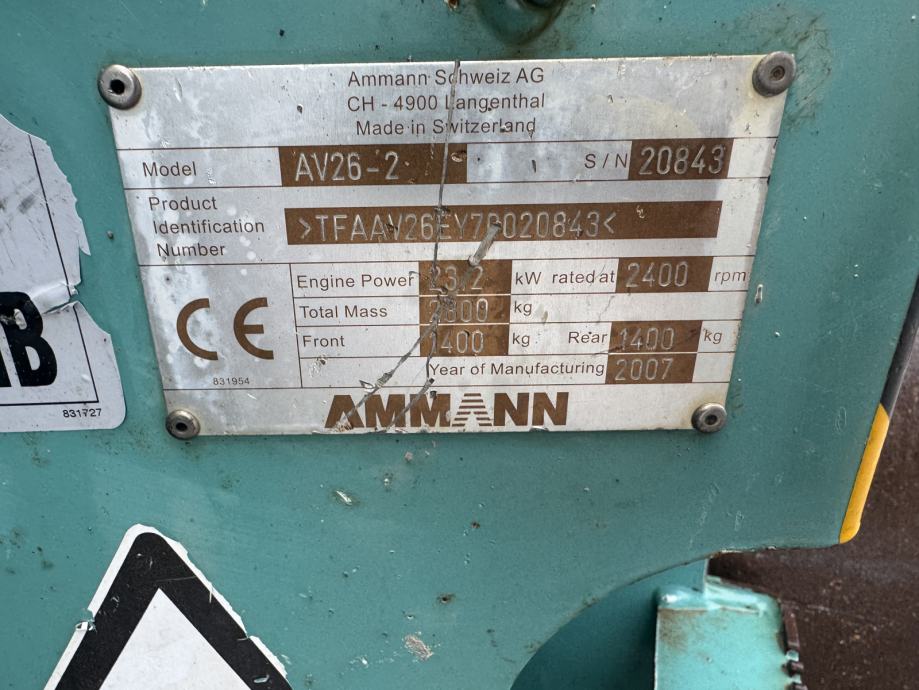 Ammann Schweiz AG
CH - 4900 Langenthal
Made in Switzerland
Model AV26-2 S/N 20843
Product
Identification
Number
Engine Power 23,2 kW rated at 2400 rpm
Total Mass 2800 kg
Front 1400 kg Rear 1400 kg
CE
831954
Year of Manufacturing 2007
AMMANN
831727